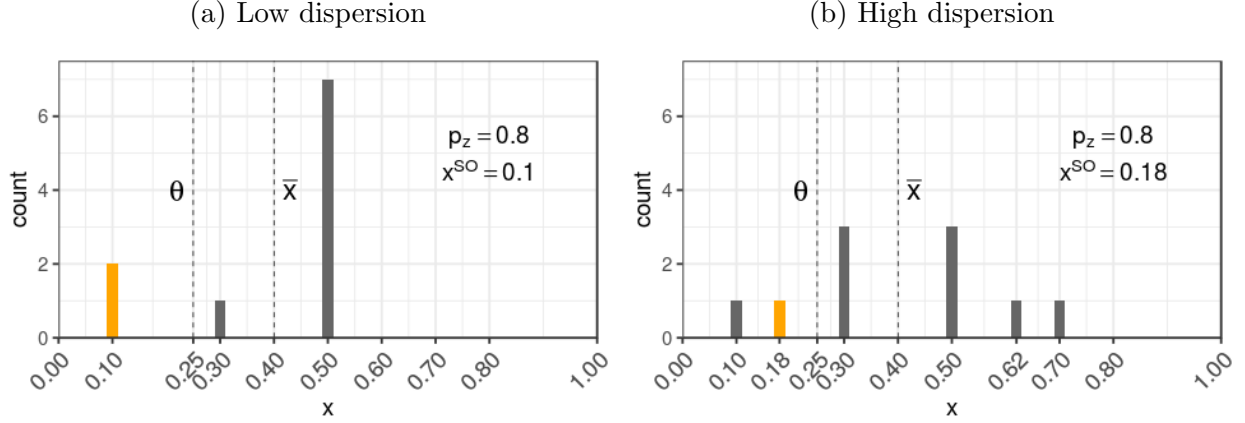 (a) Low dispersion
6
4
2
0
count
θ
x̄
p_z = 0.8
x^SO = 0.1
0.00
0.10
0.25
0.30
0.40
0.50
0.60
0.70
0.80
1.00
x
(b) High dispersion
6
4
2
0
count
θ
x̄
p_z = 0.8
x^SO = 0.18
0.00
0.10
0.18
0.25
0.30
0.40
0.50
0.62
0.70
0.80
1.00
x